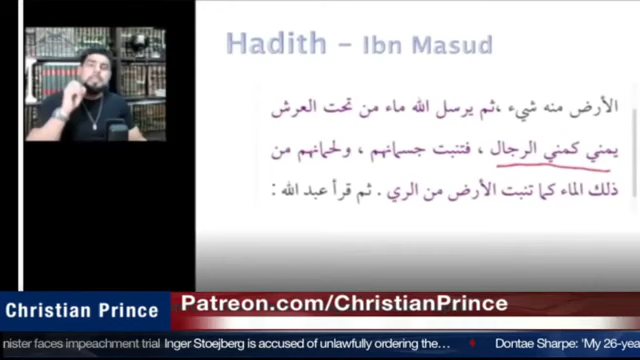 Hadith – Ibn Masud
الأرض منه شيء ، ثم يرسل الله ماء من تحت العرش
يمني كمني الرجال ، فتنبت جسمانهم ، ولحمانهم من
ذلك الماء كما تنبت الأرض من الري . ثم قرأ عبد الله :
Christian Prince
Patreon.com/ChristianPrince
nister faces impeachment trial Inger Stoejberg is accused of unlawfully ordering the... ♦ Dontae Sharpe: 'My 26-year